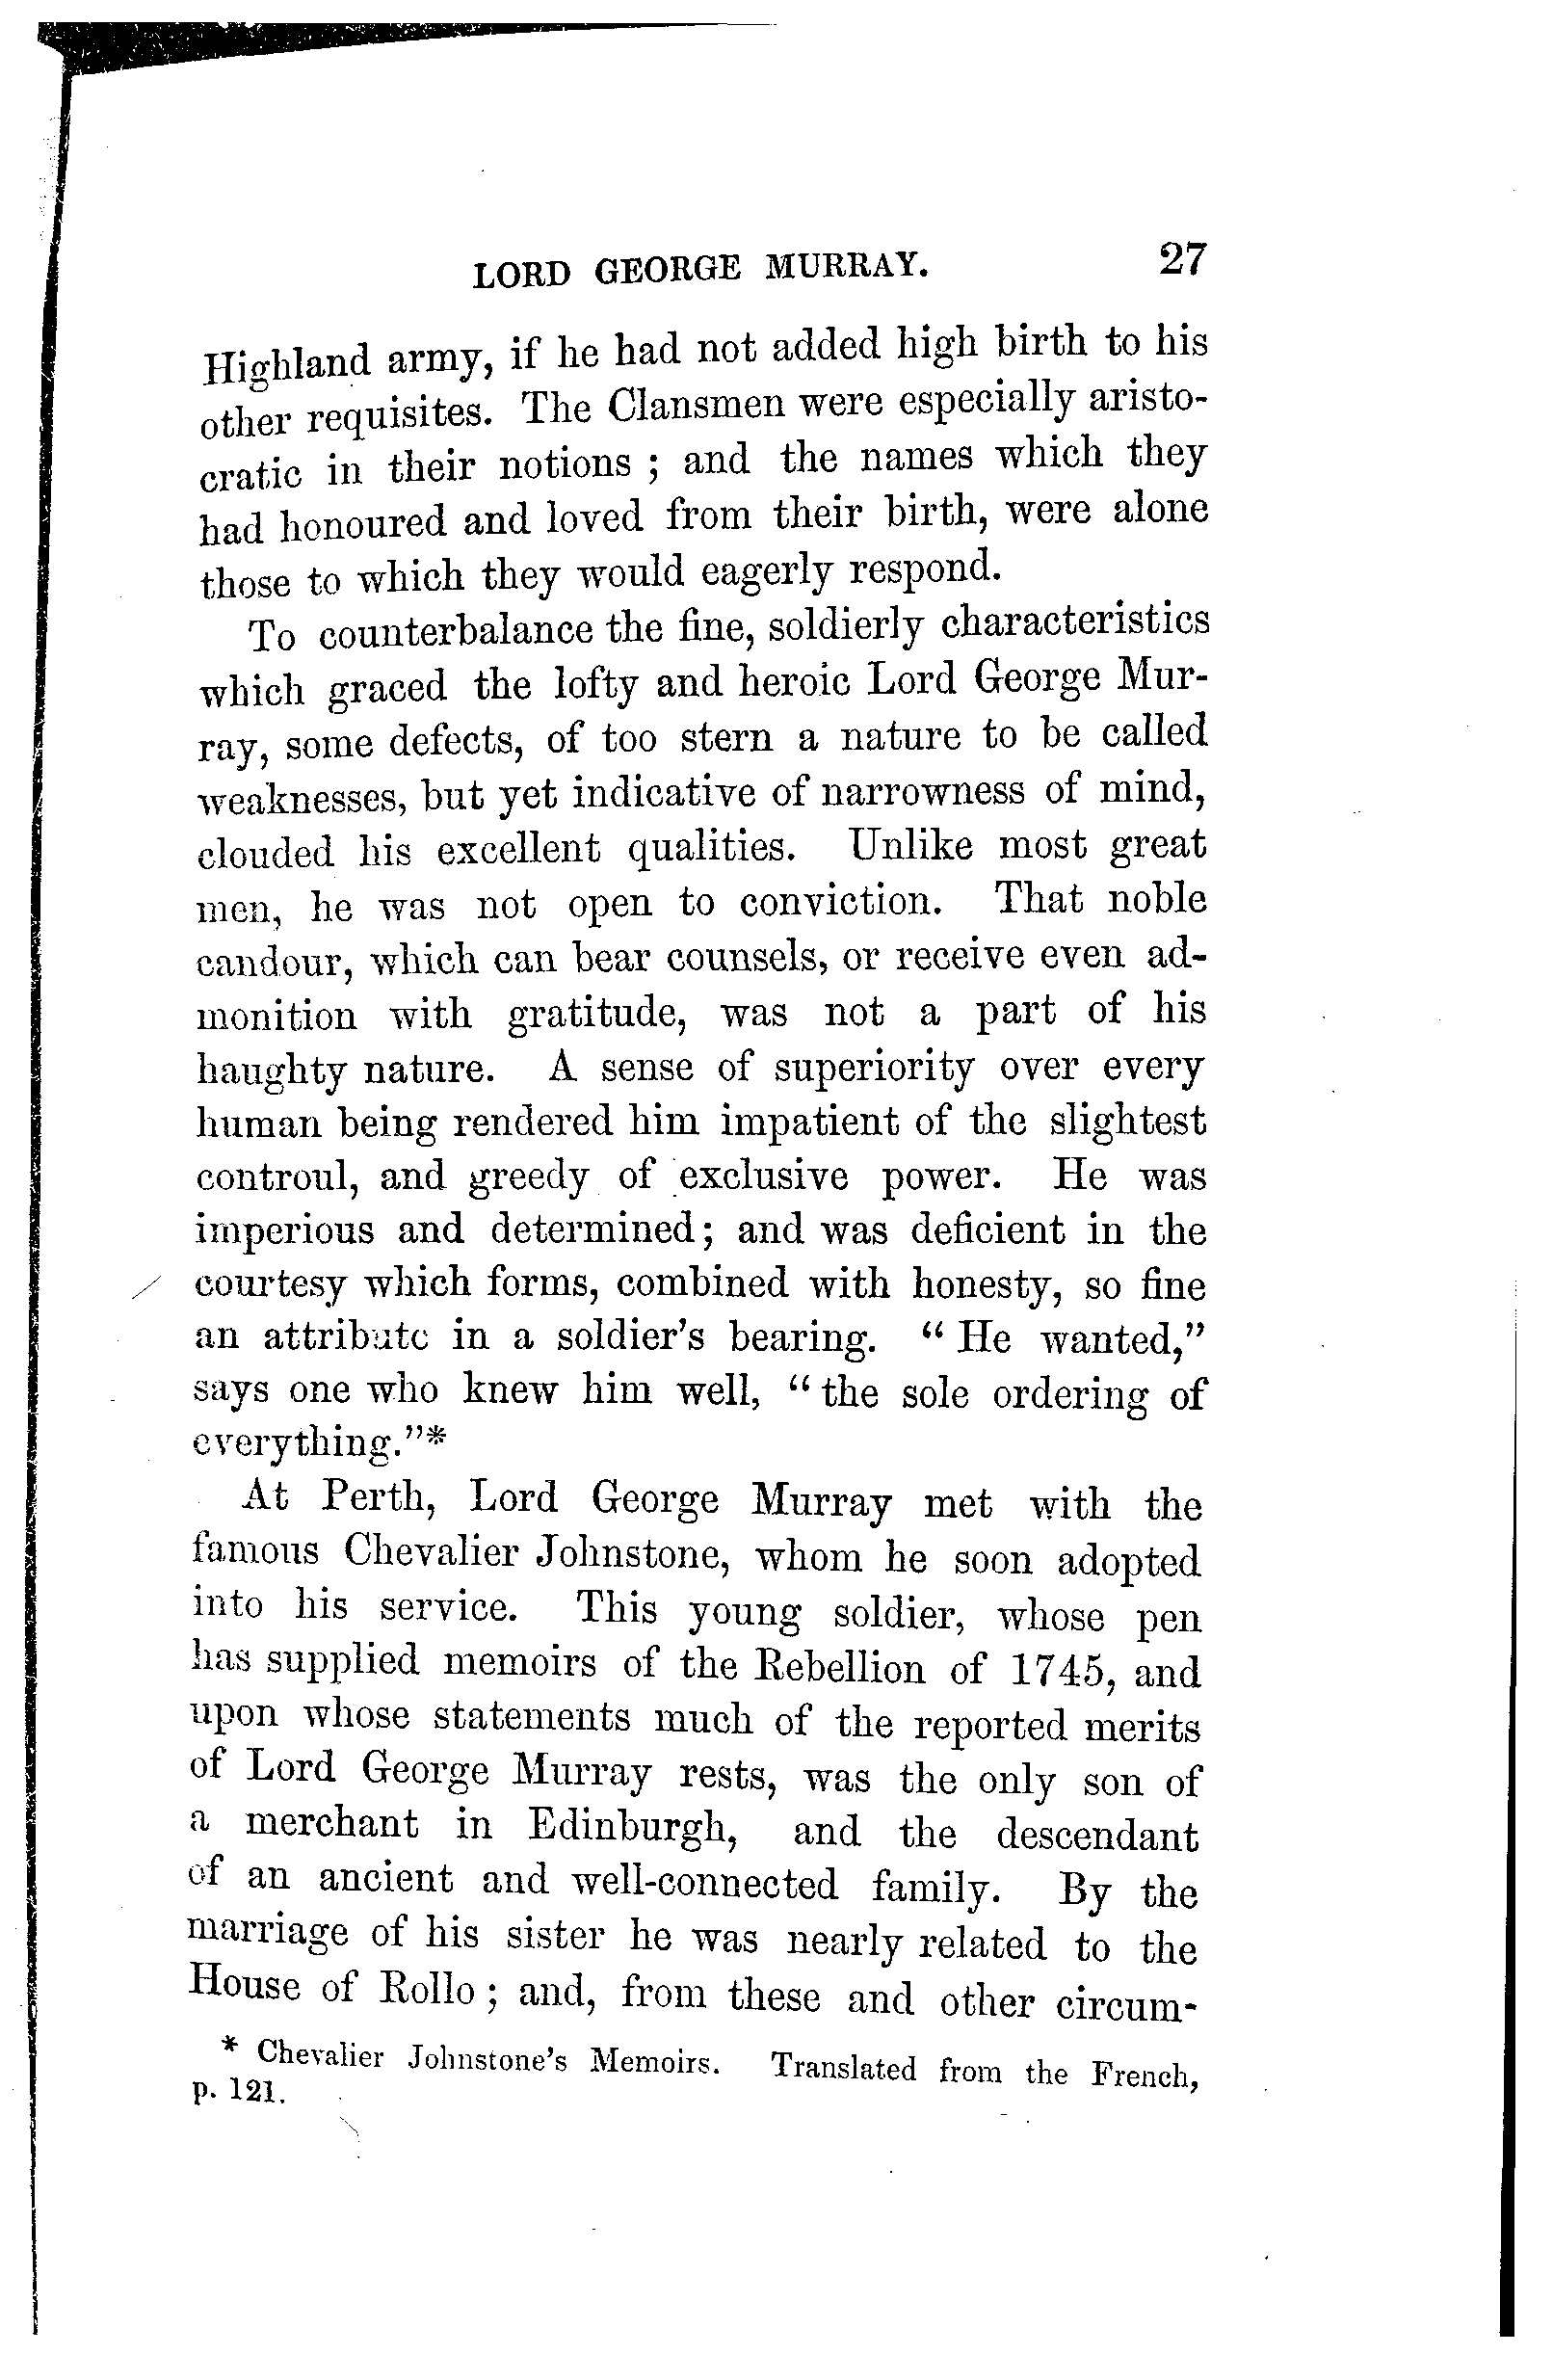 LORD GEORGE MURRAY. 27
Highland army, if he had not added high birth to his
other requisites. The Clansmen were especially aristo-
cratic in their notions ; and the names which they
had honoured and loved from their birth, were alone
those to which they would eagerly respond.
To counterbalance the fine, soldierly characteristics
which graced the lofty and heroic Lord George Mur-
ray, some defects, of too stern a nature to be called
weaknesses, but yet indicative of narrowness of mind,
clouded his excellent qualities. Unlike most great
men, he was not open to conviction. That noble
candour, which can bear counsels, or receive even ad-
monition with gratitude, was not a part of his
haughty nature. A sense of superiority over every
human being rendered him impatient of the slightest
controul, and greedy of exclusive power. He was
imperious and determined; and was deficient in the
courtesy which forms, combined with honesty, so fine
an attribute in a soldier's bearing. " He wanted,"
says one who knew him well, " the sole ordering of
everything."*
At Perth, Lord George Murray met with the
famous Chevalier Johnstone, whom he soon adopted
into his service. This young soldier, whose pen
has supplied memoirs of the Rebellion of 1745, and
upon whose statements much of the reported merits
of Lord George Murray rests, was the only son of
a merchant in Edinburgh, and the descendant
of an ancient and well-connected family. By the
marriage of his sister he was nearly related to the
House of Rollo ; and, from these and other circum-
* Chevalier Johnstone's Memoirs. Translated from the French,
p. 121.